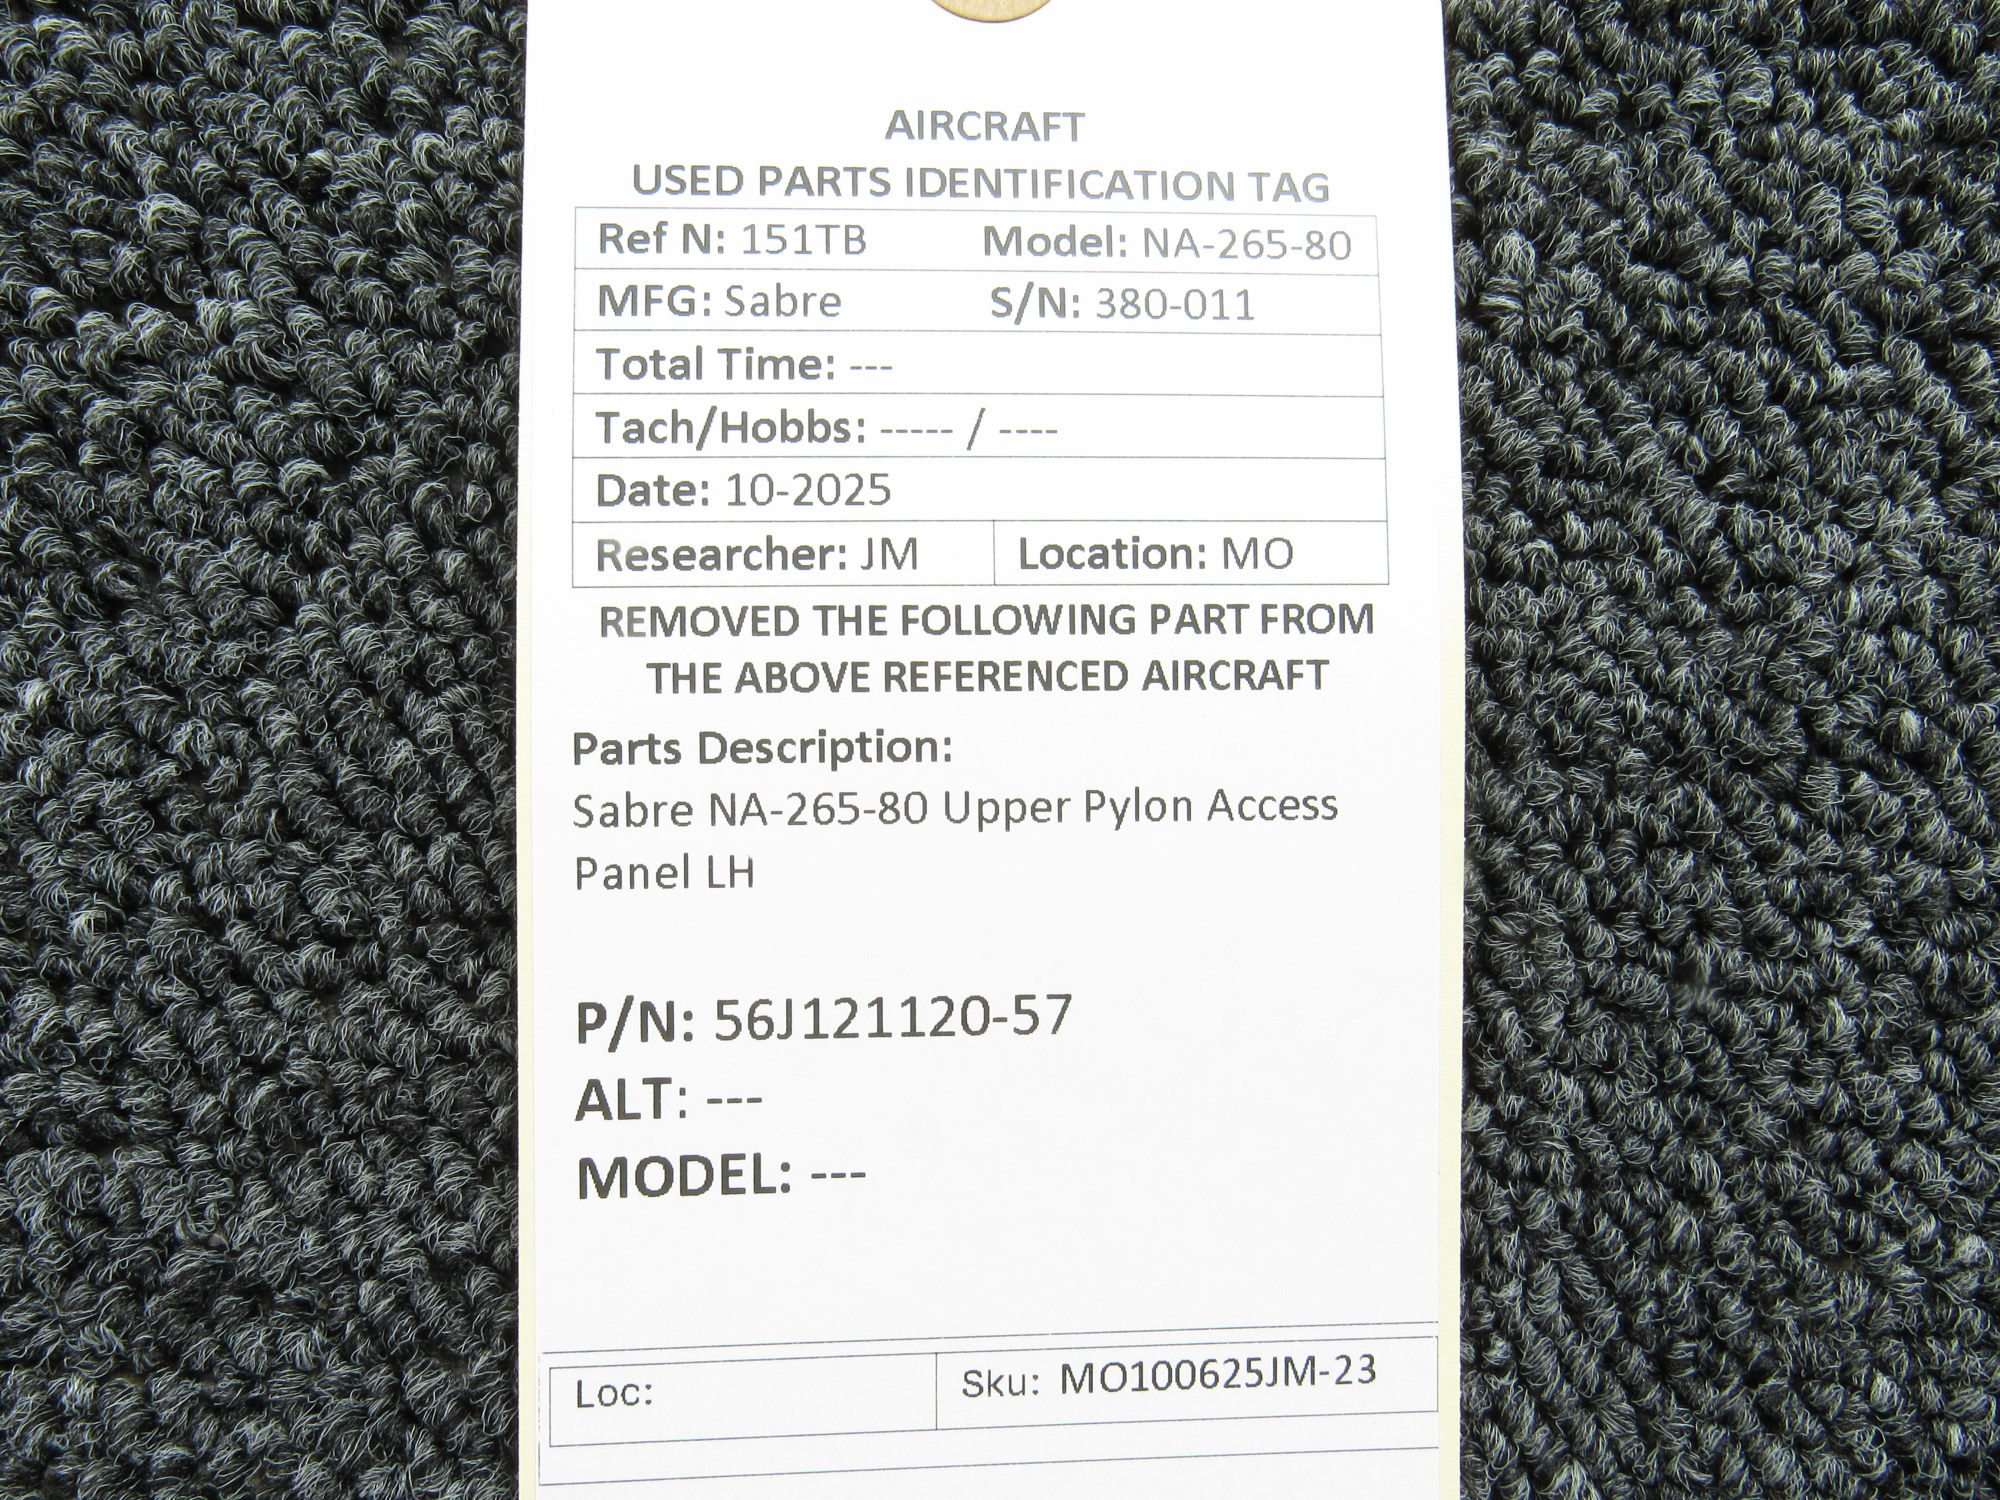 AIRCRAFT
USED PARTS IDENTIFICATION TAG
Ref N: 151TB Model: NA-265-80
MFG: Sabre S/N: 380-011
Total Time: ---
Tach/Hobbs: ----- / ----
Date: 10-2025
Researcher: JM Location: MO
REMOVED THE FOLLOWING PART FROM
THE ABOVE REFERENCED AIRCRAFT
Parts Description:
Sabre NA-265-80 Upper Pylon Access
Panel LH
P/N: 56J121120-57
ALT: ---
MODEL: ---
Loc: Sku: MO100625JM-23